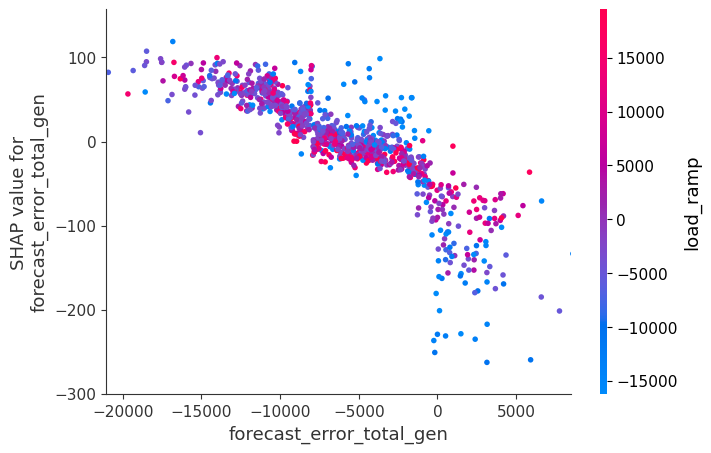 100
0
−100
−200
−300
SHAP value for
forecast_error_total_gen
−20000 −15000 −10000 −5000 0 5000
forecast_error_total_gen
15000
10000
5000
0
−5000
−10000
−15000
load_ramp